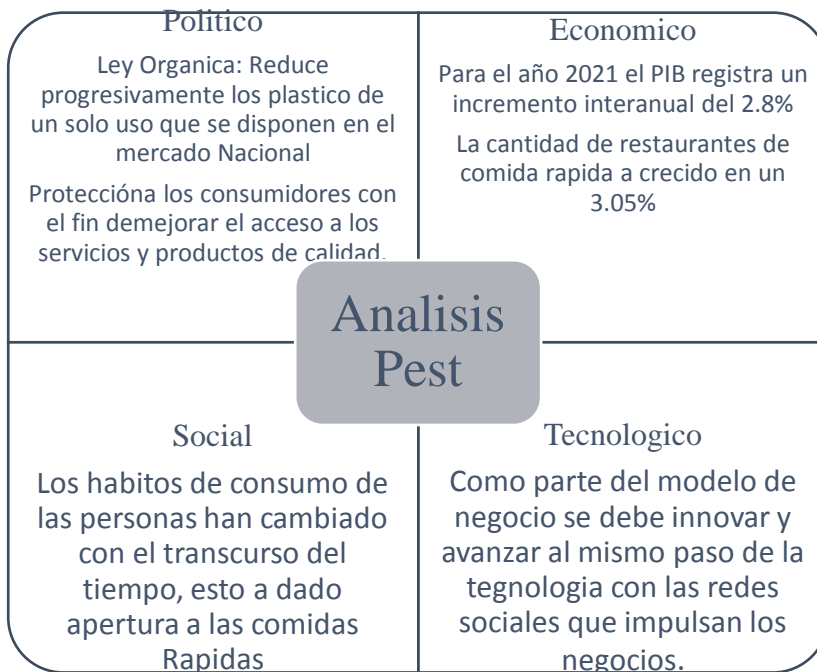 Politico
Ley Organica: Reduce
progresivamente los plastico de
un solo uso que se disponen en el
mercado Nacional
Proteccióna los consumidores con
el fin demejorar el acceso a los
servicios y productos de calidad.
Economico
Para el año 2021 el PIB registra un
incremento interanual del 2.8%
La cantidad de restaurantes de
comida rapida a crecido en un
3.05%
Analisis
Pest
Social
Los habitos de consumo de
las personas han cambiado
con el transcurso del
tiempo, esto a dado
apertura a las comidas
Rapidas
Tecnologico
Como parte del modelo de
negocio se debe innovar y
avanzar al mismo paso de la
tegnologia con las redes
sociales que impulsan los
negocios.